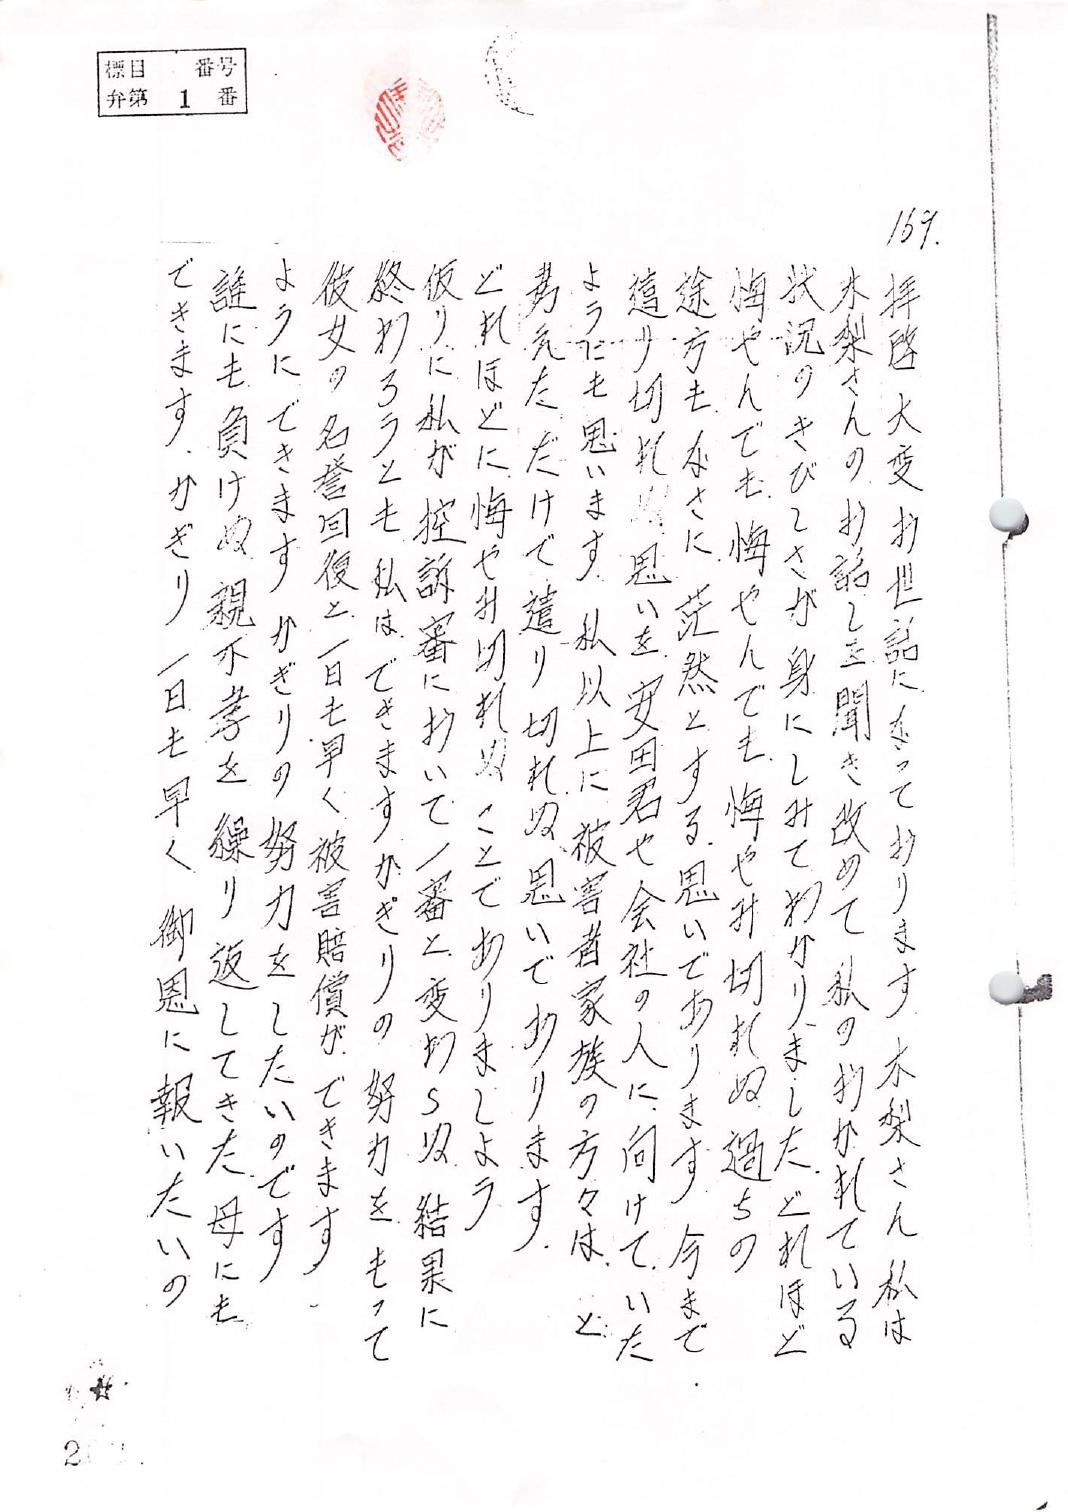 標目　番号
弁第　1　番
169.
拝啓 大変お世話になっております 木梨さん 私は
木梨さんのお話しを聞き改めて 私のおかれている
状況のきびしさが身にしみてわかりました どれほど
悔やんでも 悔やんでも 悔やみ切れぬ 過ちの
途方もなさに 茫然とする 思いであります 今まで
遣り切れぬ 思いを 安田君や会社の人に 向けて いた
ようにも思います 私以上に被害者家族の方々は と
考えただけで 遣り切れぬ思いであります.
どれほどに 悔やみ切れぬ ことでありましょう
仮りに私が控訴審において一審と変わらぬ 結果に
終わろうとも 私は できますかぎりの 努力を もって
彼女の 名誉回復と 一日も早く 被害賠償が できます
ようにできます かぎりの 努力をしたいのです
誰にも負けぬ 親不孝を 繰り返してきた 母にも
できます かぎり 一日も早く 御恩に報いたいの
2